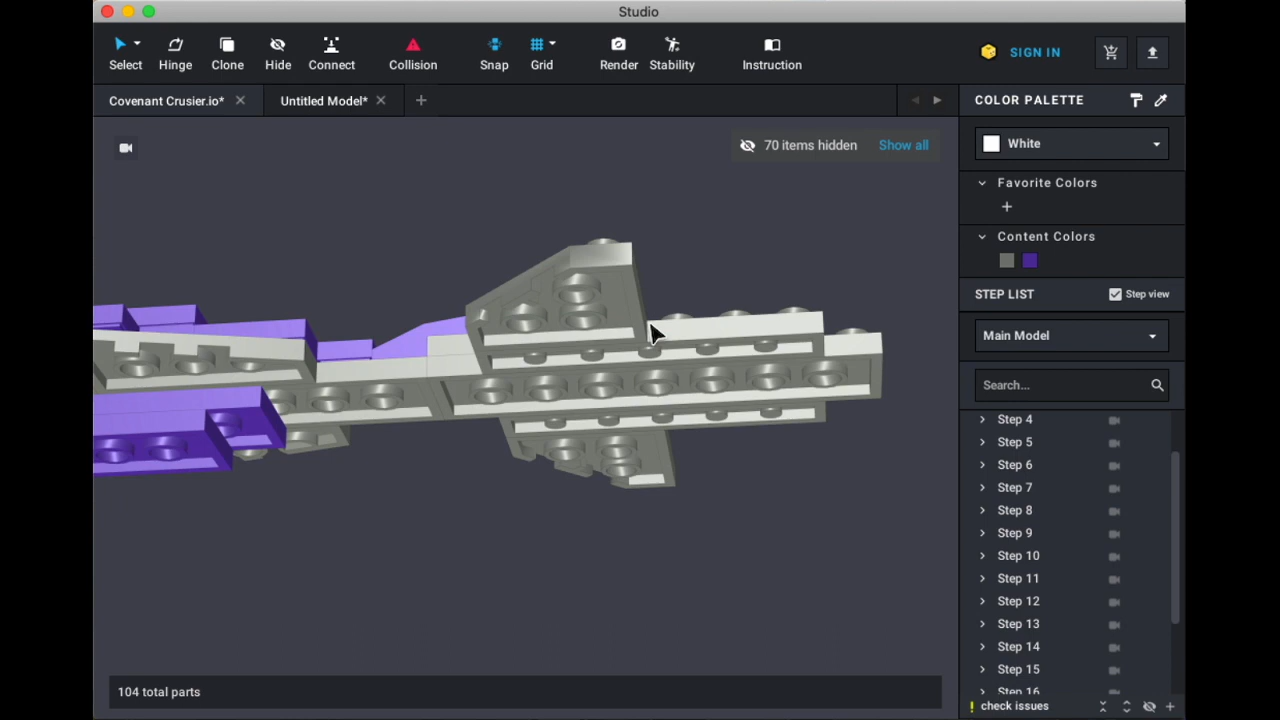 Studio
Select
Hinge
Clone
Hide
Connect
Collision
Snap
Grid
Render
Stability
Instruction
SIGN IN
Covenant Crusier.io*
Untitled Model*
COLOR PALETTE
70 items hidden
Show all
White
Favorite Colors
Content Colors
STEP LIST
Step view
Main Model
Search...
Step 4
Step 5
Step 6
Step 7
Step 8
Step 9
Step 10
Step 11
Step 12
Step 13
Step 14
Step 15
Step 16
104 total parts
check issues